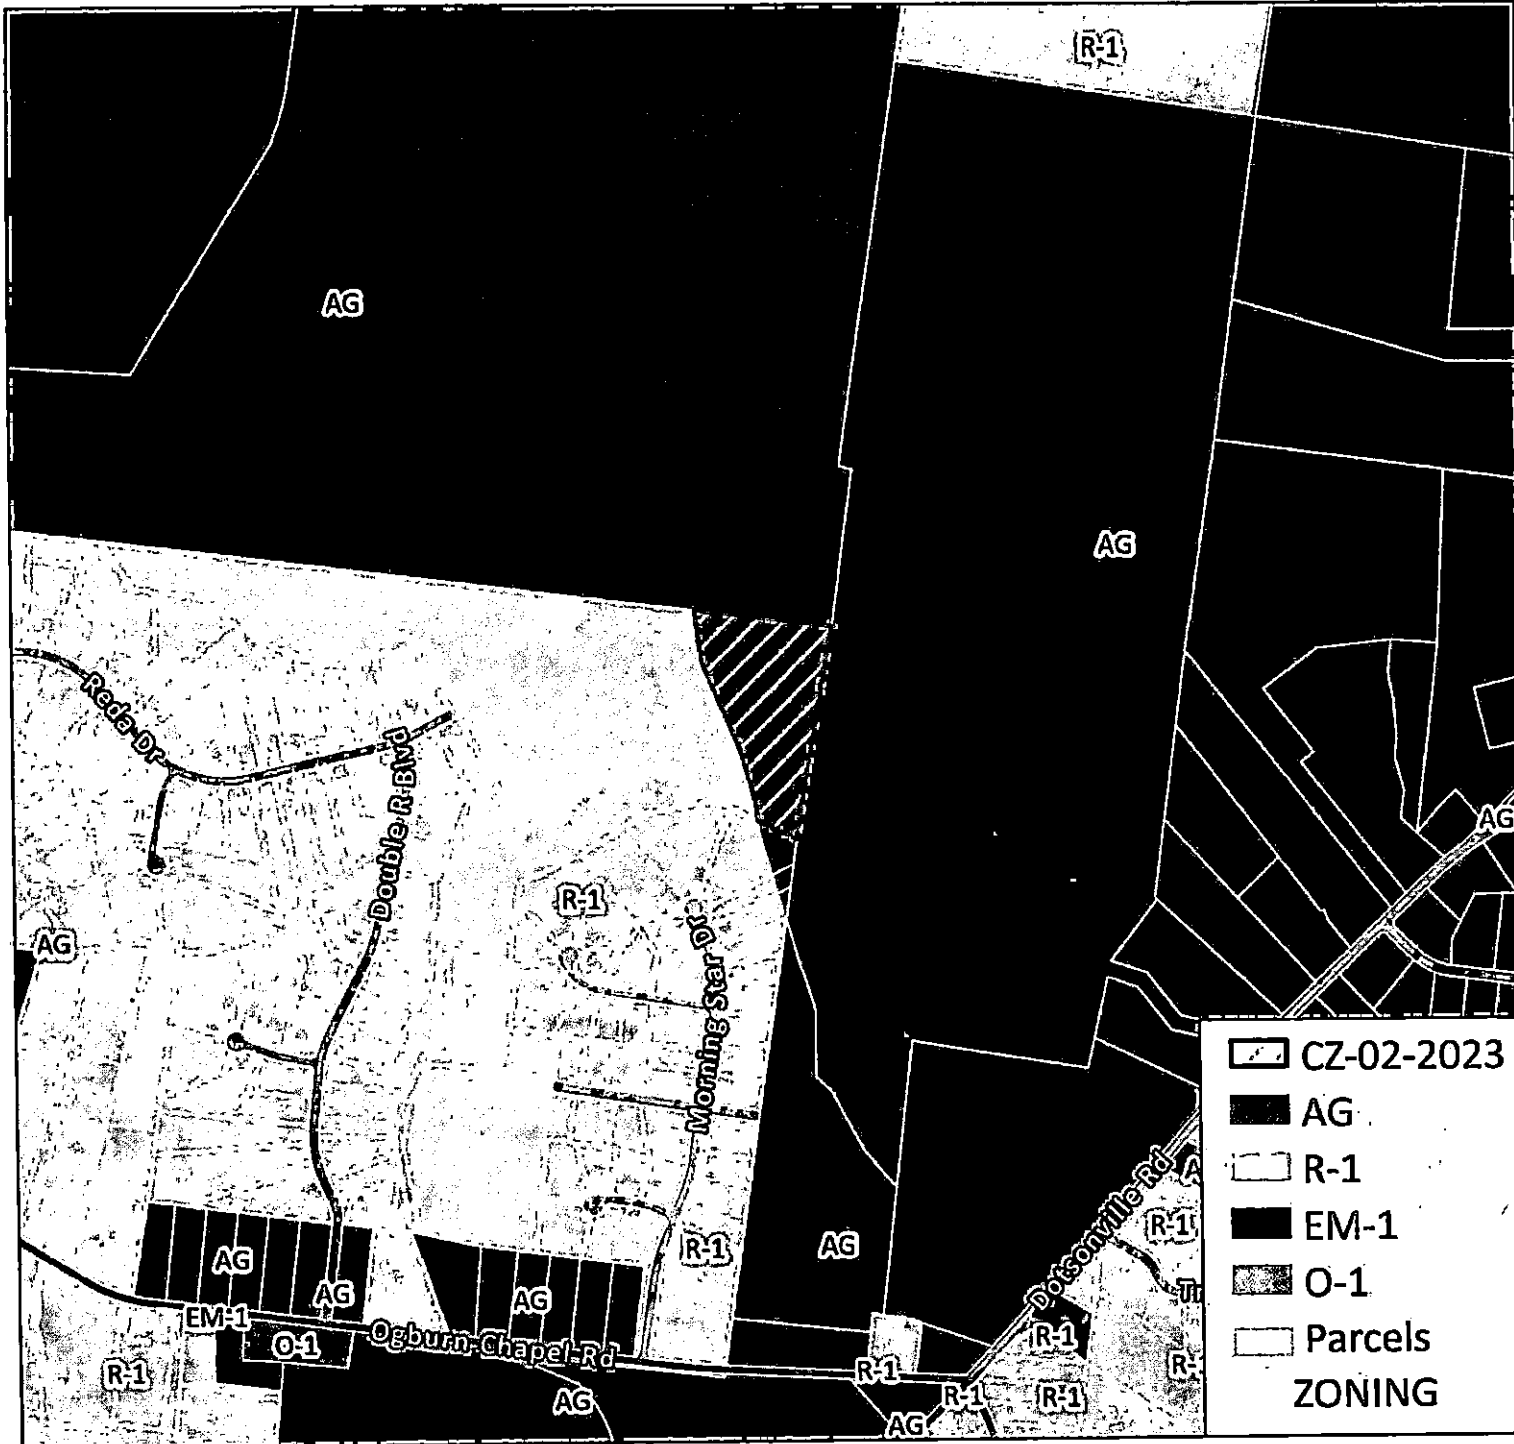 R-1
AG
AG
Reda Dr
Double R Blvd
AG
R-1
AG
Morning Star Dr
CZ-02-2023
AG
R-1
EM-1
O-1
Parcels
ZONING
Dotsonville Rd
R-1
AG
R-1
AG
AG
AG
EM-1
O-1
Ogburn Chapel Rd
R-1
R-1
R-1
R-1
R-1
AG
AG